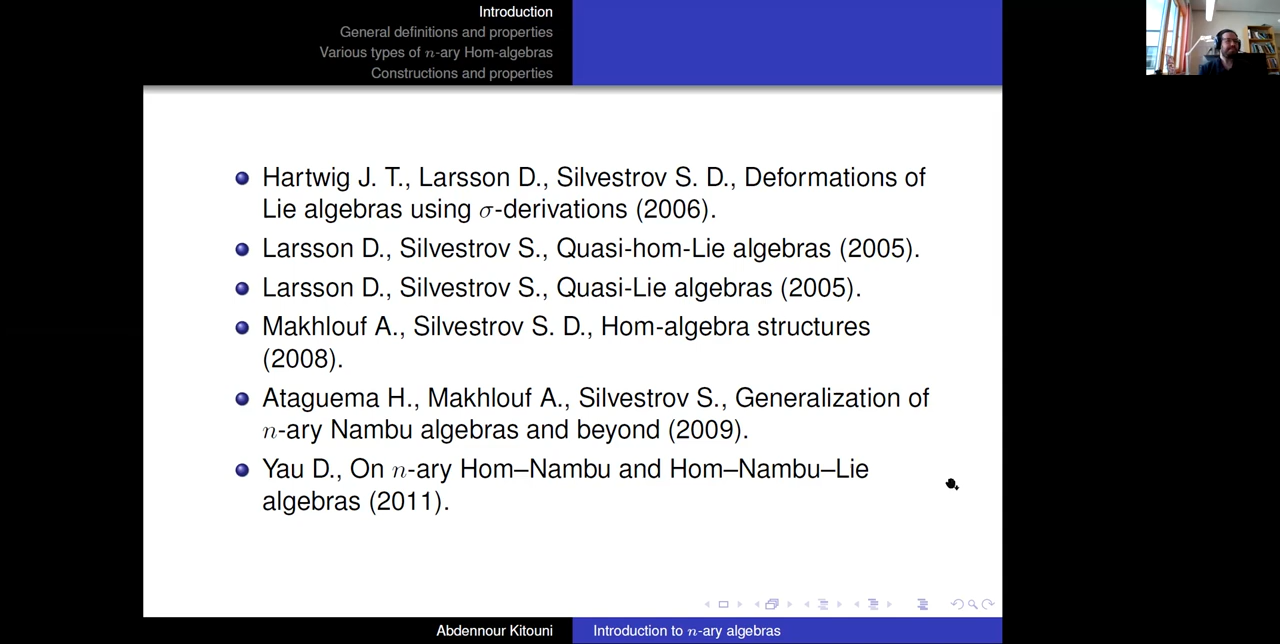 Introduction
General definitions and properties
Various types of n-ary Hom-algebras
Constructions and properties
Hartwig J. T., Larsson D., Silvestrov S. D., Deformations of
Lie algebras using σ-derivations (2006).
Larsson D., Silvestrov S., Quasi-hom-Lie algebras (2005).
Larsson D., Silvestrov S., Quasi-Lie algebras (2005).
Makhlouf A., Silvestrov S. D., Hom-algebra structures
(2008).
Ataguema H., Makhlouf A., Silvestrov S., Generalization of
n-ary Nambu algebras and beyond (2009).
Yau D., On n-ary Hom–Nambu and Hom–Nambu–Lie
algebras (2011).
Abdennour Kitouni
Introduction to n-ary algebras